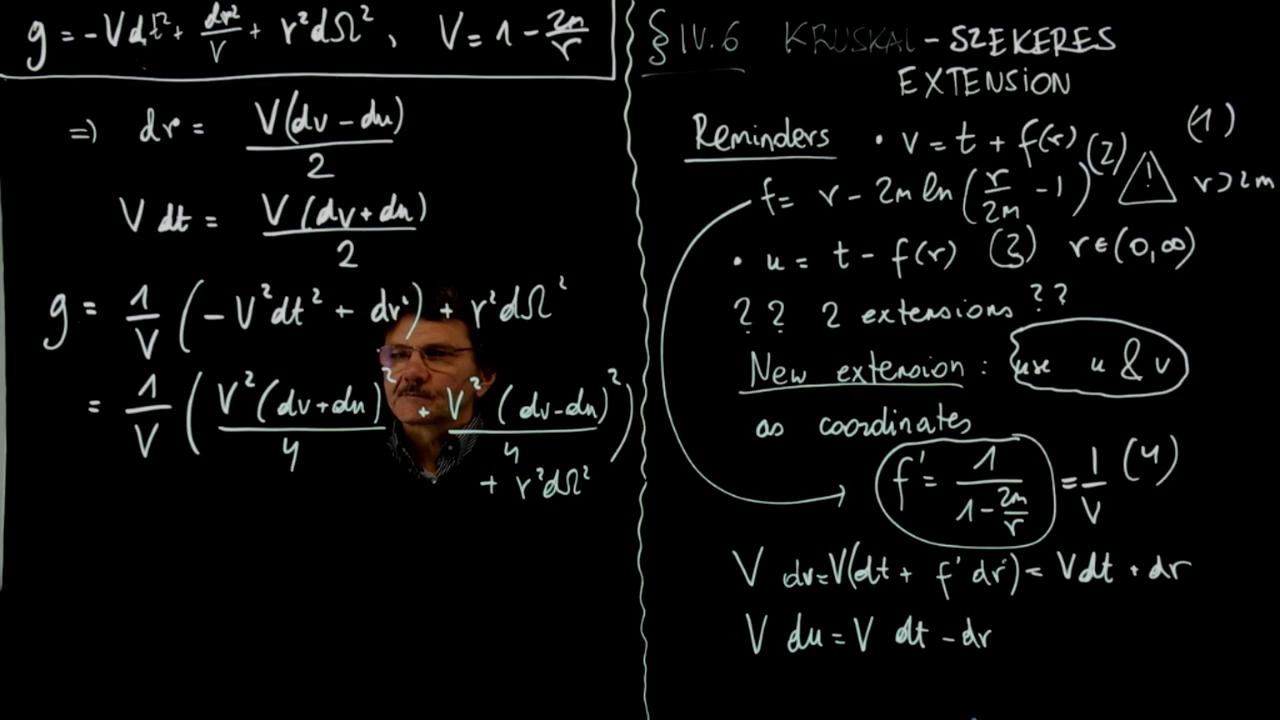 g = -Vdt² + dr²/V + r²dΩ², V = 1 - 2m/r
=> dr = V(dv - du)/2
V dt = V(dv+du)/2
g = 1/V (-V²dt² + dr²) + r²dΩ²
= 1/V (V²(dv+du)²/4 + V²(dv-du)²/4)
+ r²dΩ²
§ IV.6 KRUSKAL-SZEKERES
EXTENSION
Reminders • v = t + f(r) (1)
f = r - 2m ln (r/2m - 1) (2) ! r>2m
• u = t - f(r) (3) r∈(0,∞)
?? 2 extensions ??
New extension : use u & v
as coordinates
f' = 1/(1 - 2m/r) = 1/V (4)
V dv = V(dt + f'dr) = Vdt + dr
V du = V dt - dr